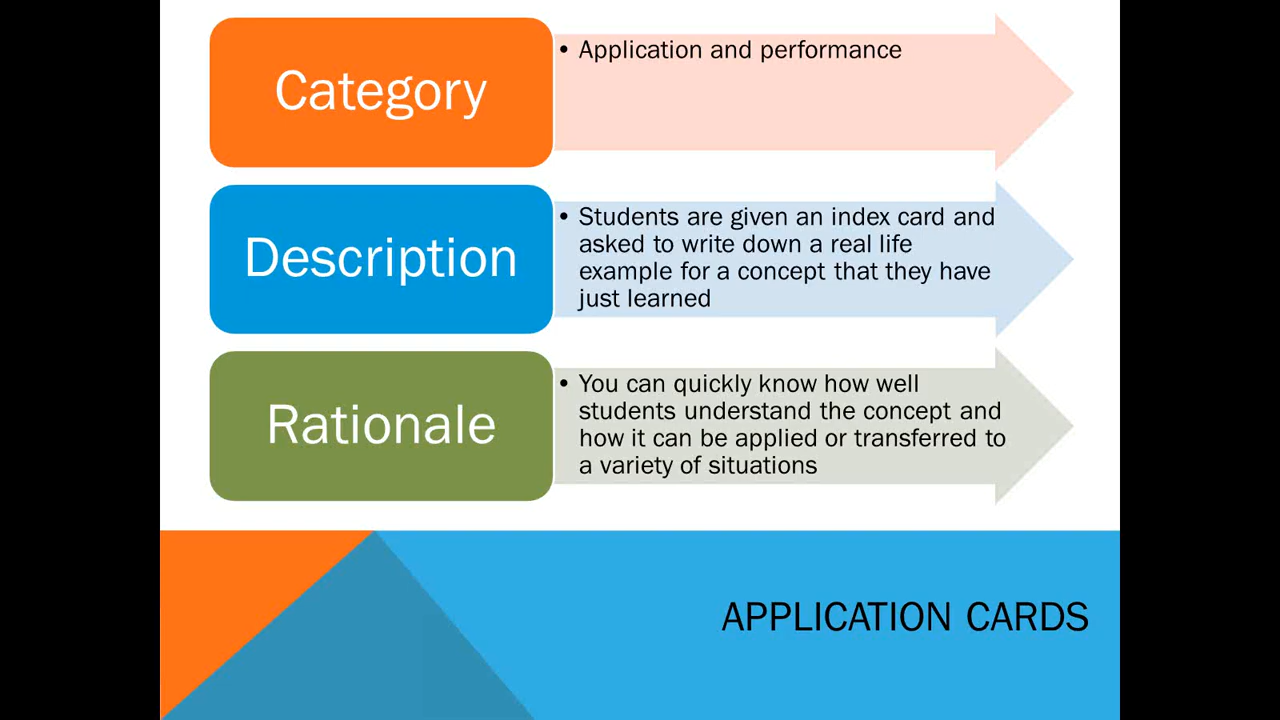 Category
• Application and performance
Description
• Students are given an index card and
asked to write down a real life
example for a concept that they have
just learned
Rationale
• You can quickly know how well
students understand the concept and
how it can be applied or transferred to
a variety of situations
APPLICATION CARDS